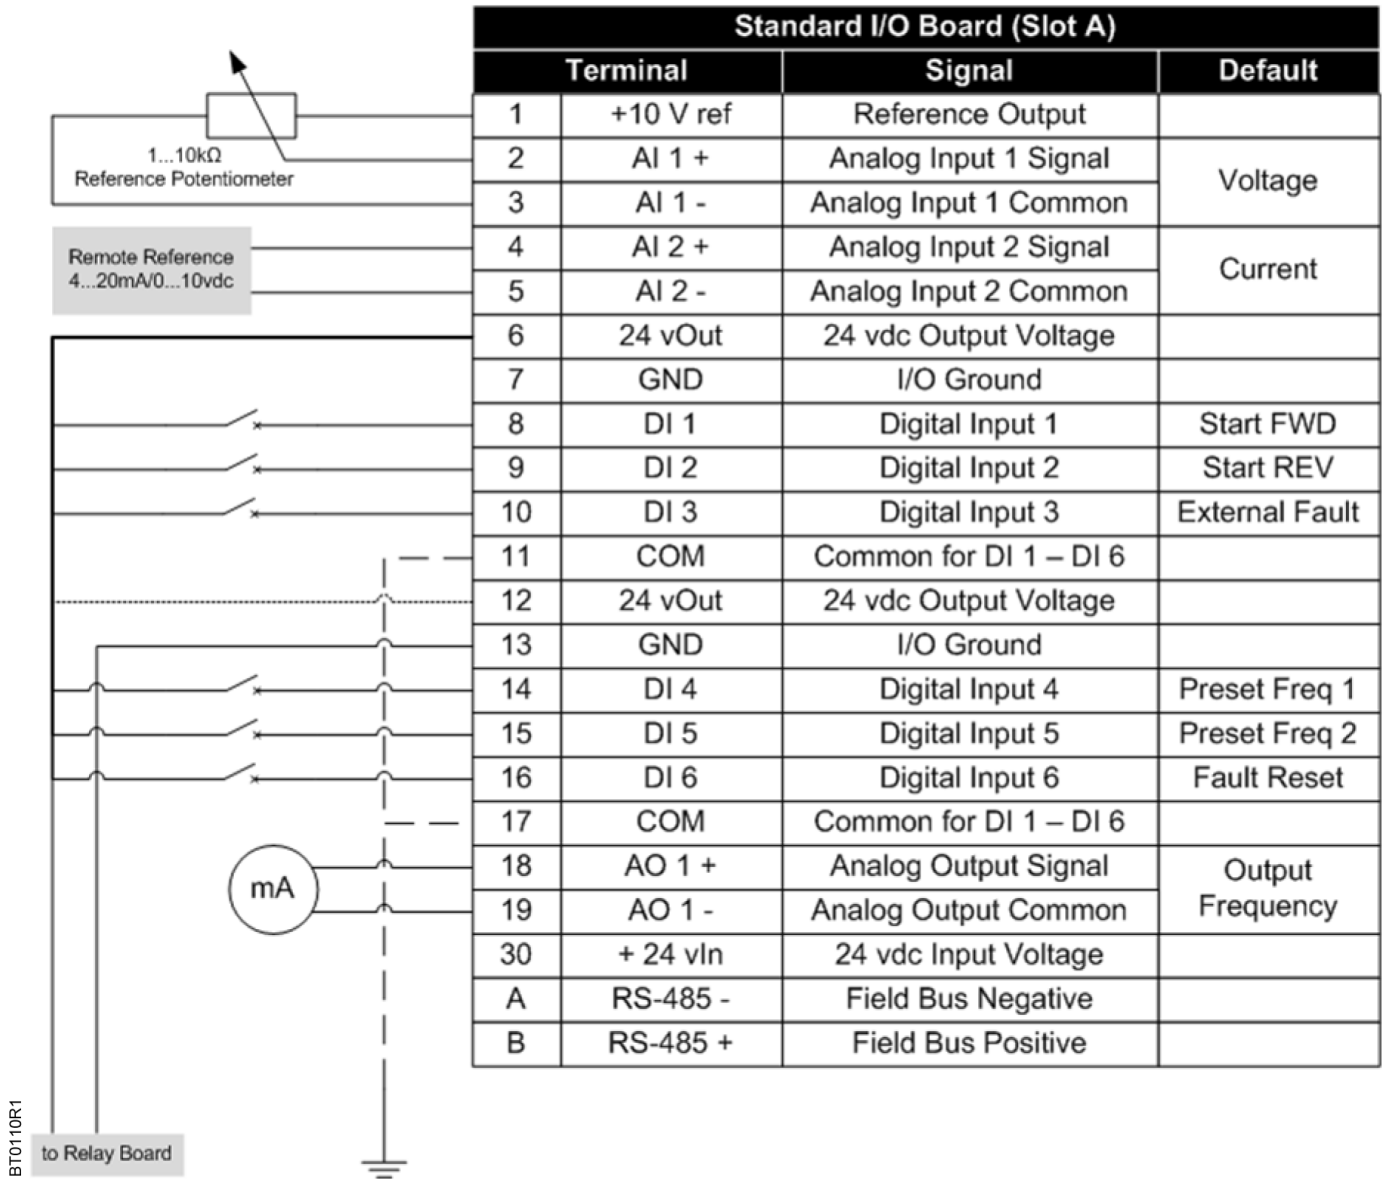 Standard I/O Board (Slot A)
Terminal Signal Default
1 +10 V ref Reference Output
1...10kΩ
Reference Potentiometer
2 AI 1 + Analog Input 1 Signal
Voltage
3 AI 1 - Analog Input 1 Common
Remote Reference
4...20mA/0...10vdc
4 AI 2 + Analog Input 2 Signal
Current
5 AI 2 - Analog Input 2 Common
6 24 vOut 24 vdc Output Voltage
7 GND I/O Ground
8 DI 1 Digital Input 1 Start FWD
9 DI 2 Digital Input 2 Start REV
10 DI 3 Digital Input 3 External Fault
11 COM Common for DI 1 – DI 6
12 24 vOut 24 vdc Output Voltage
13 GND I/O Ground
14 DI 4 Digital Input 4 Preset Freq 1
15 DI 5 Digital Input 5 Preset Freq 2
16 DI 6 Digital Input 6 Fault Reset
17 COM Common for DI 1 – DI 6
mA
18 AO 1 + Analog Output Signal
Output
Frequency
19 AO 1 - Analog Output Common
30 + 24 vIn 24 vdc Input Voltage
A RS-485 - Field Bus Negative
B RS-485 + Field Bus Positive
to Relay Board
BT0110R1